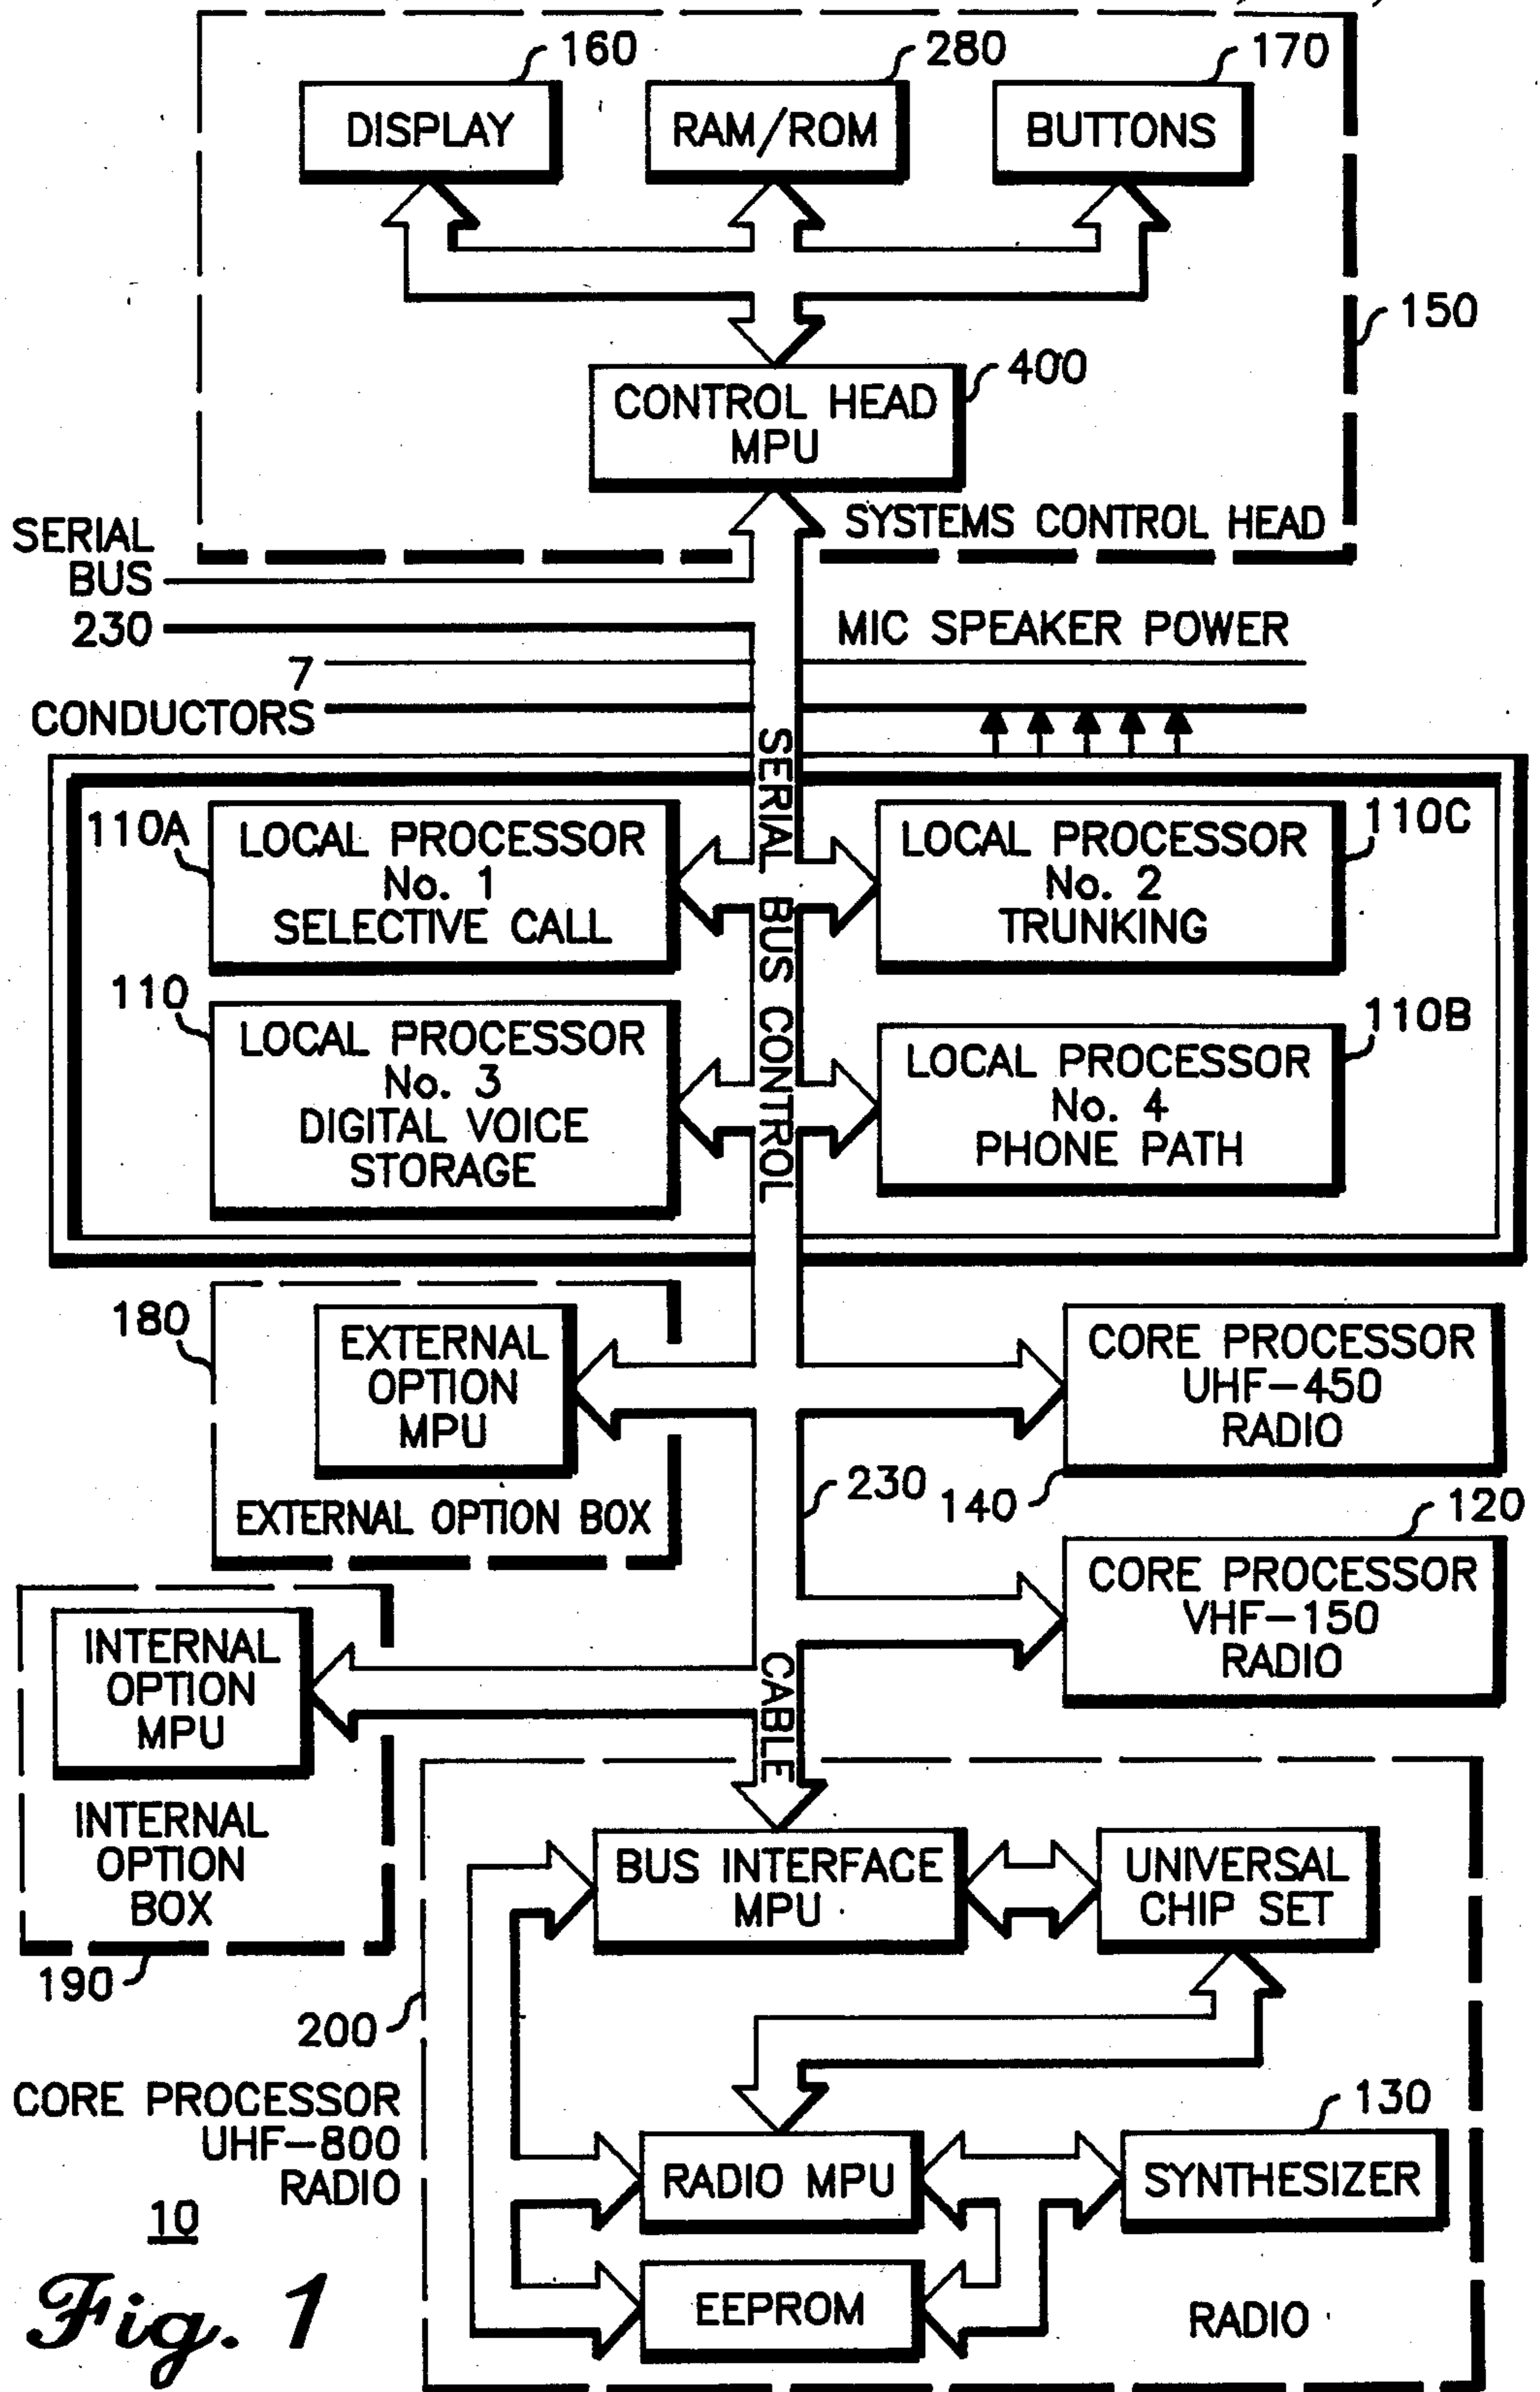 160
280
170
DISPLAY
RAM/ROM
BUTTONS
150
400
CONTROL HEAD
MPU
SYSTEMS CONTROL HEAD
SERIAL
BUS
230
MIC SPEAKER POWER
7
CONDUCTORS
SERIAL BUS CONTROL
110A
LOCAL PROCESSOR
No. 1
SELECTIVE CALL
110C
LOCAL PROCESSOR
No. 2
TRUNKING
110
LOCAL PROCESSOR
No. 3
DIGITAL VOICE
STORAGE
110B
LOCAL PROCESSOR
No. 4
PHONE PATH
180
EXTERNAL
OPTION
MPU
EXTERNAL OPTION BOX
CORE PROCESSOR
UHF-450
RADIO
140
230
120
CORE PROCESSOR
VHF-150
RADIO
INTERNAL
OPTION
MPU
INTERNAL
OPTION
BOX
190
CABLE
BUS INTERFACE
MPU
UNIVERSAL
CHIP SET
200
CORE PROCESSOR
UHF-800
RADIO
130
RADIO MPU
SYNTHESIZER
EEPROM
RADIO
10
Fig. 1